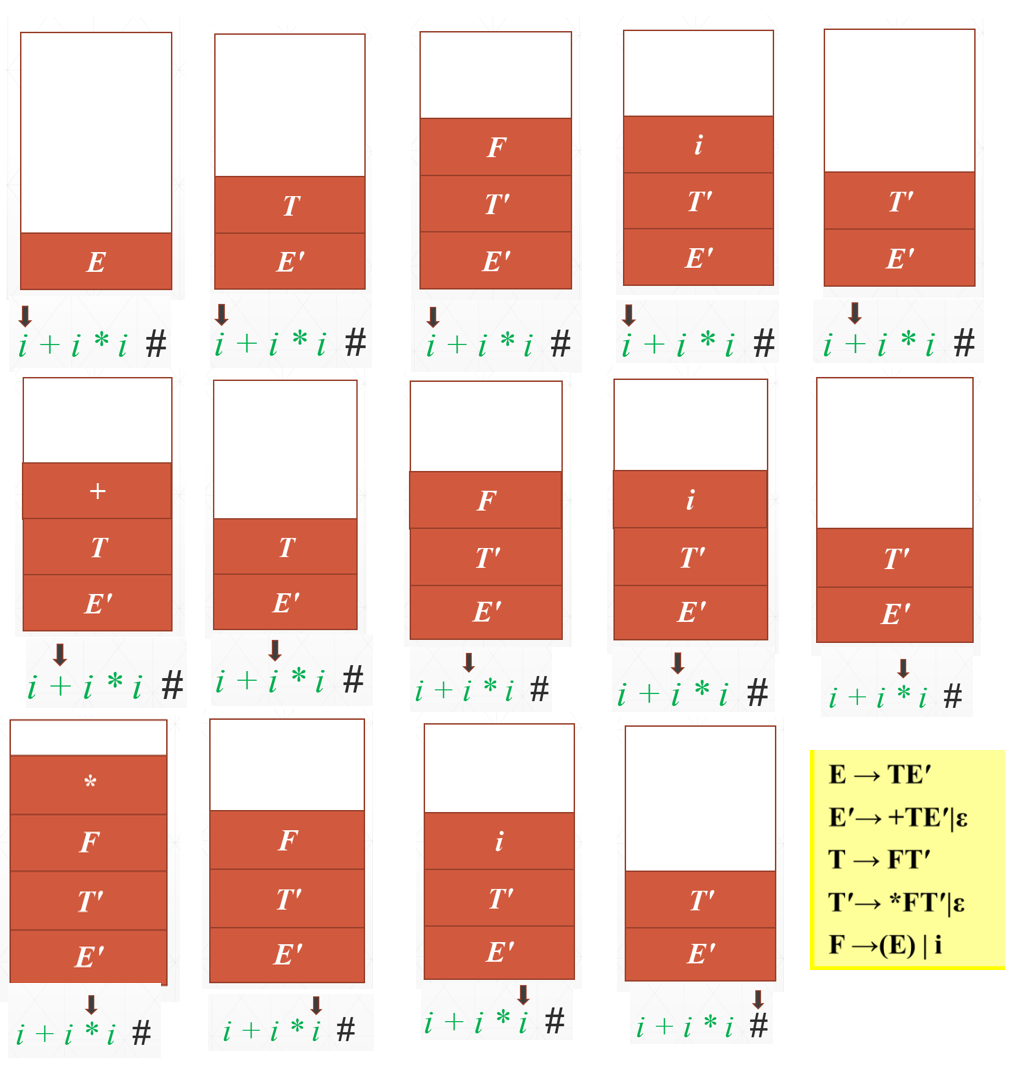 E
i + i * i #
T
E′
i + i * i #
F
T′
E′
i + i * i #
i
T′
E′
i + i * i #
T′
E′
i + i * i #
+
T
E′
i + i * i #
T
E′
i + i * i #
F
T′
E′
i + i * i #
i
T′
E′
i + i * i #
T′
E′
i + i * i #
*
F
T′
E′
i + i * i #
F
T′
E′
i + i * i #
i
T′
E′
i + i * i #
T′
E′
i + i * i #
E → TE′
E′→ +TE′|ε
T → FT′
T′→ *FT′|ε
F →(E) | i